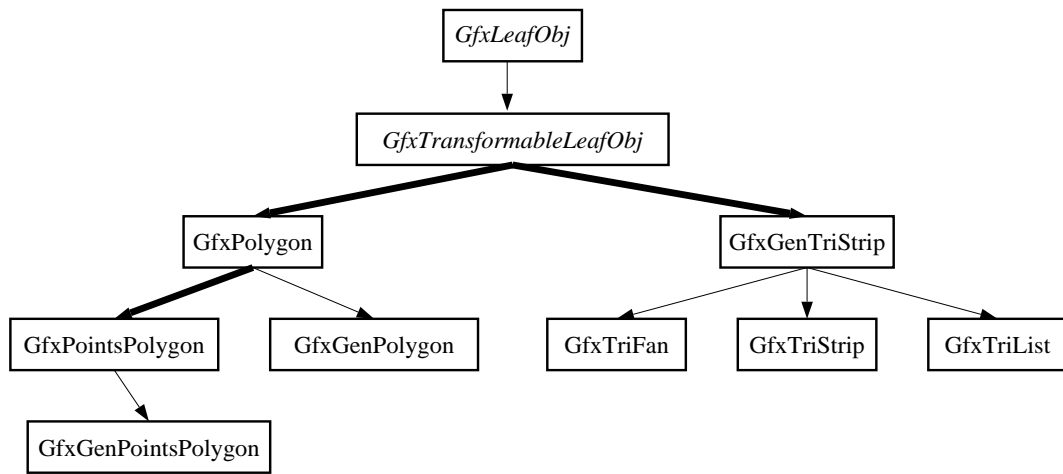 GfxLeafObj
GfxTransformableLeafObj
GfxPolygon
GfxGenTriStrip
GfxPointsPolygon
GfxGenPolygon
GfxTriFan
GfxTriStrip
GfxTriList
GfxGenPointsPolygon